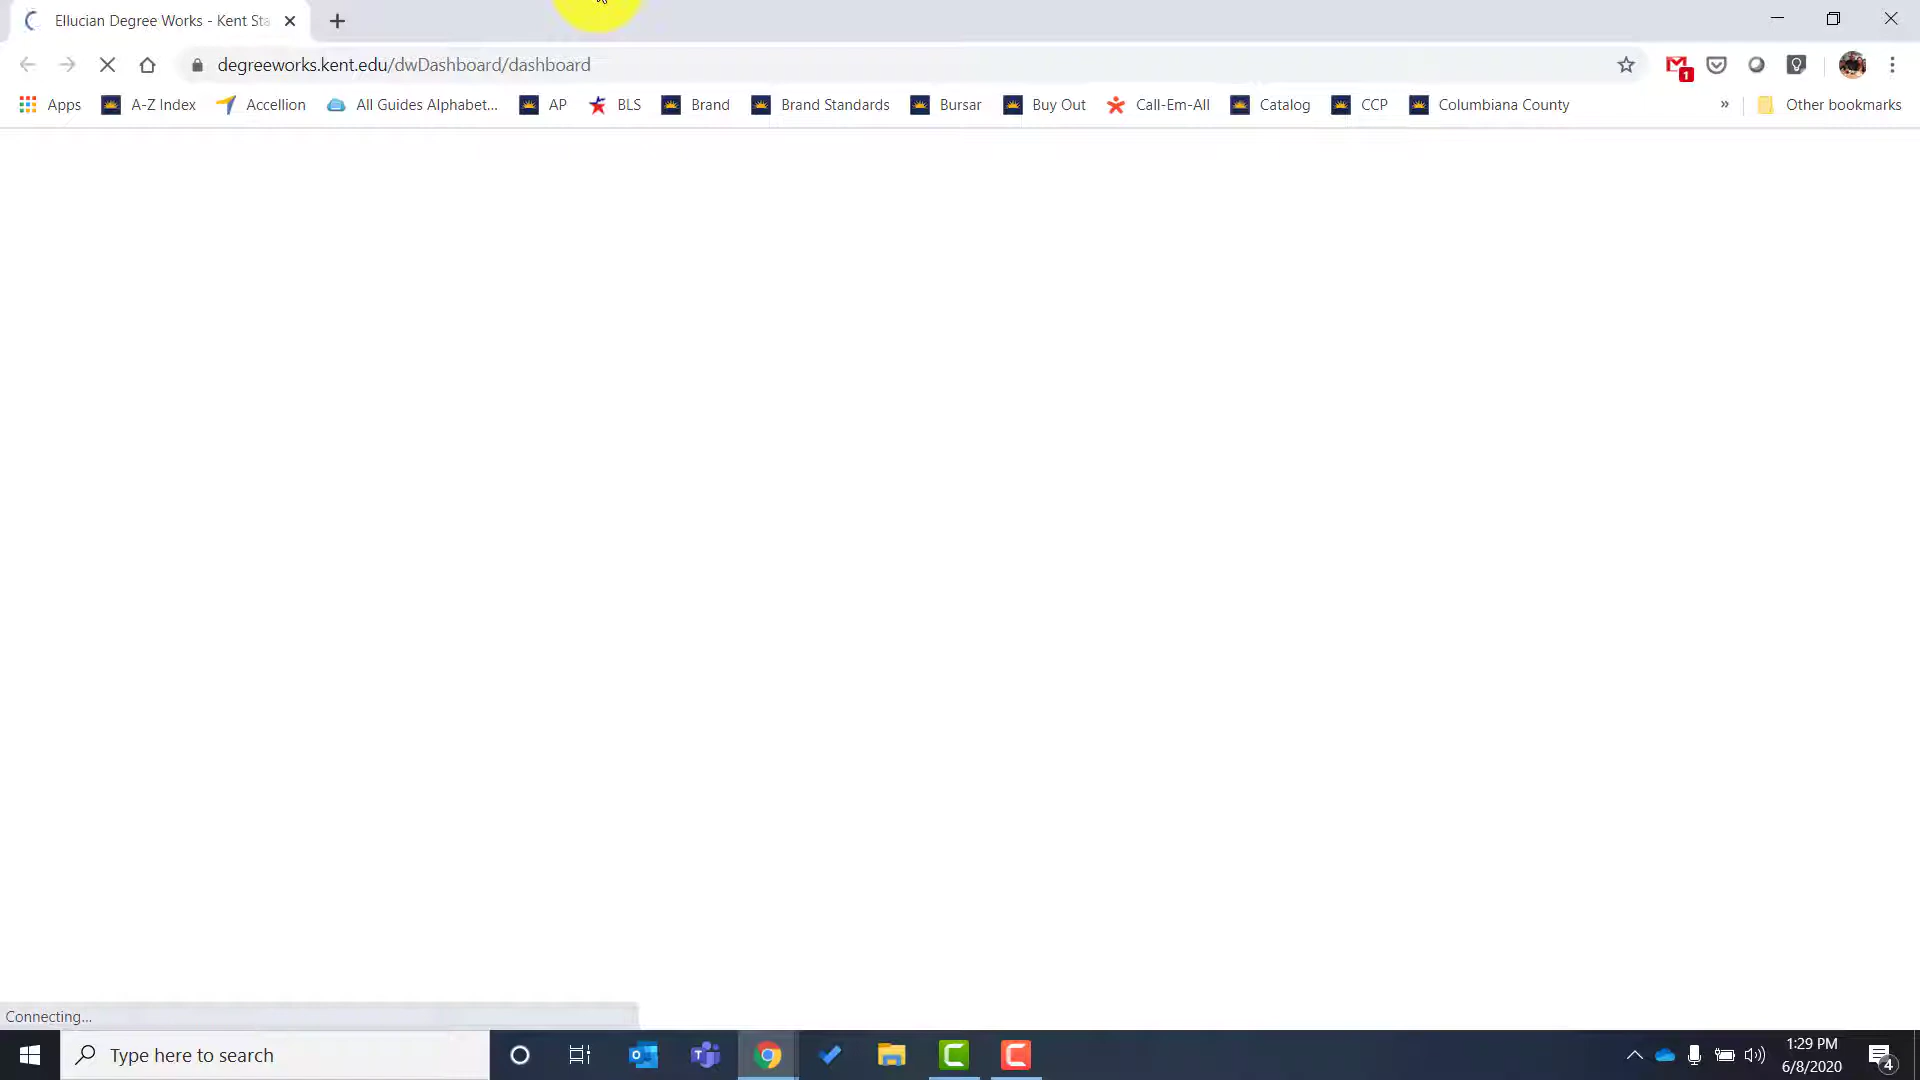 Ellucian Degree Works - Kent Sta
degreeworks.kent.edu/dwDashboard/dashboard
1
Apps A-Z Index Accellion All Guides Alphabet... AP BLS Brand Brand Standards Bursar Buy Out Call-Em-All Catalog CCP Columbiana County » Other bookmarks
Connecting...
Type here to search
1:29 PM
6/8/2020
4